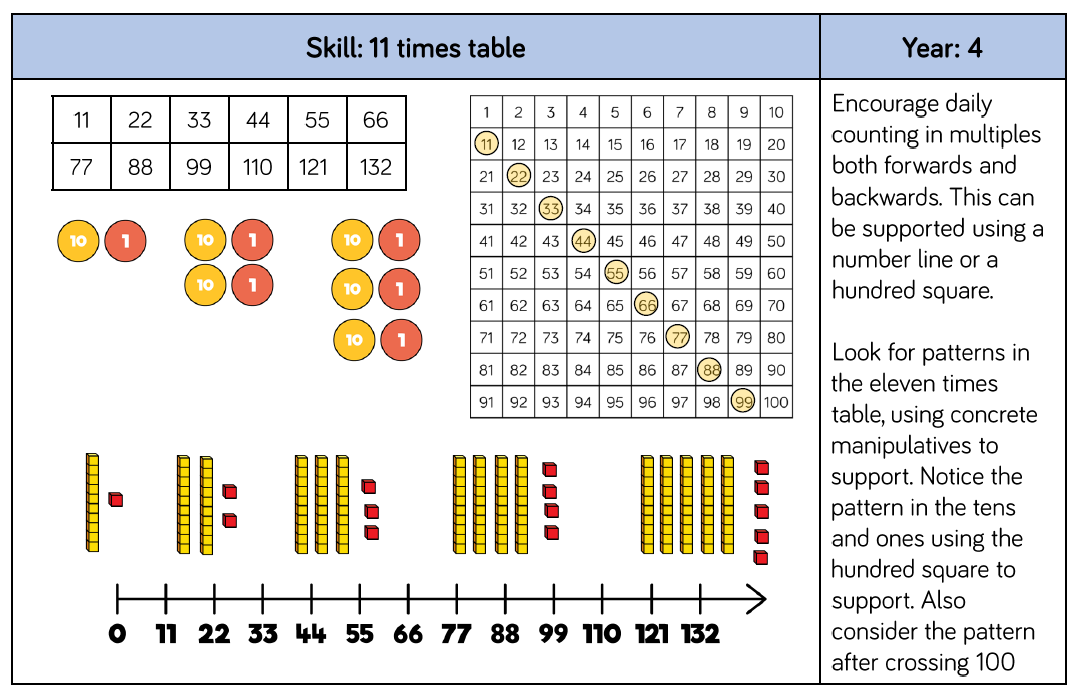 Skill: 11 times table
Year: 4
11 22 33 44 55 66
77 88 99 110 121 132
10 1 10 1 10 1
10 1 10 1
10 1
1 2 3 4 5 6 7 8 9 10
11 12 13 14 15 16 17 18 19 20
21 22 23 24 25 26 27 28 29 30
31 32 33 34 35 36 37 38 39 40
41 42 43 44 45 46 47 48 49 50
51 52 53 54 55 56 57 58 59 60
61 62 63 64 65 66 67 68 69 70
71 72 73 74 75 76 77 78 79 80
81 82 83 84 85 86 87 88 89 90
91 92 93 94 95 96 97 98 99 100
0 11 22 33 44 55 66 77 88 99 110 121 132
Encourage daily
counting in multiples
both forwards and
backwards. This can
be supported using a
number line or a
hundred square.
Look for patterns in
the eleven times
table, using concrete
manipulatives to
support. Notice the
pattern in the tens
and ones using the
hundred square to
support. Also
consider the pattern
after crossing 100